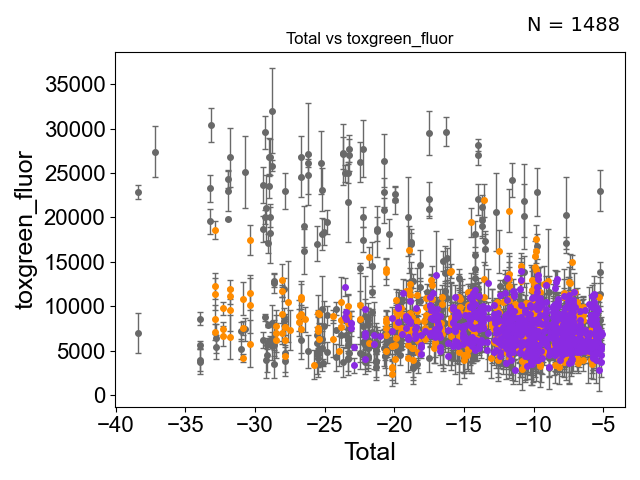 N = 1488
Total vs toxgreen_fluor
toxgreen_fluor
35000
30000
25000
20000
15000
10000
5000
0
−40 −35 −30 −25 −20 −15 −10 −5
Total